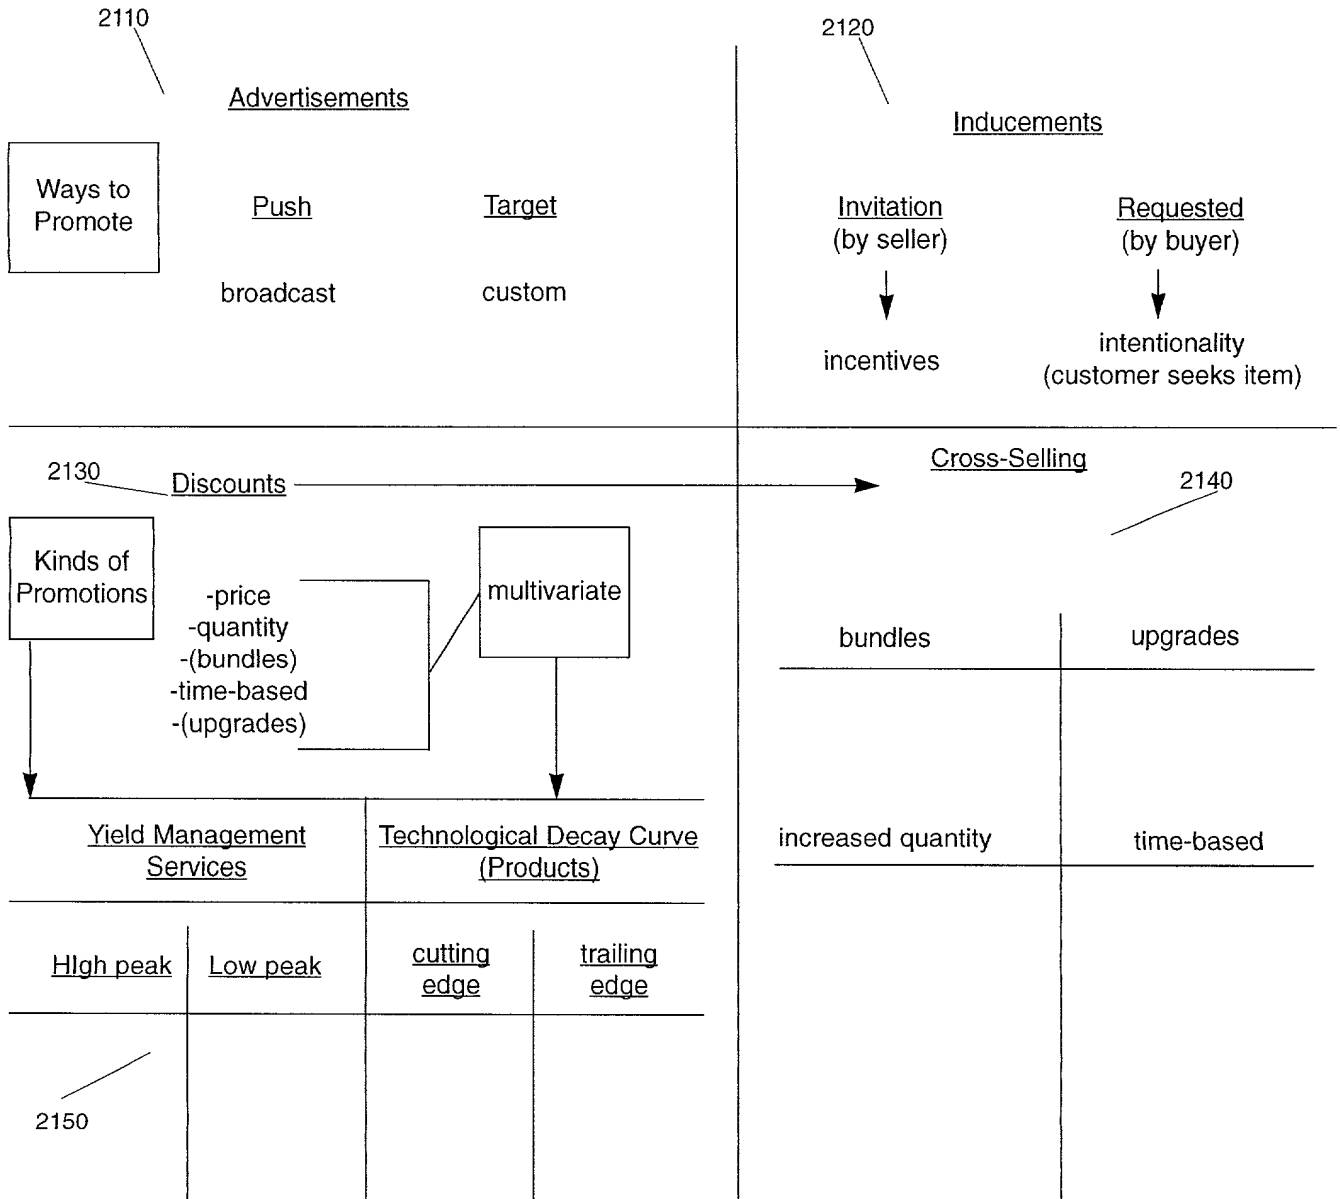 2110
2120
Advertisements
Inducements
Ways to
Promote
Push
Target
Invitation
(by seller)
Requested
(by buyer)
broadcast
custom
incentives
intentionality
(customer seeks item)
2130
Discounts
Cross-Selling
2140
Kinds of
Promotions
-price
-quantity
-(bundles)
-time-based
-(upgrades)
multivariate
bundles
upgrades
increased quantity
time-based
Yield Management
Services
Technological Decay Curve
(Products)
HIgh peak
Low peak
cutting
edge
trailing
edge
2150